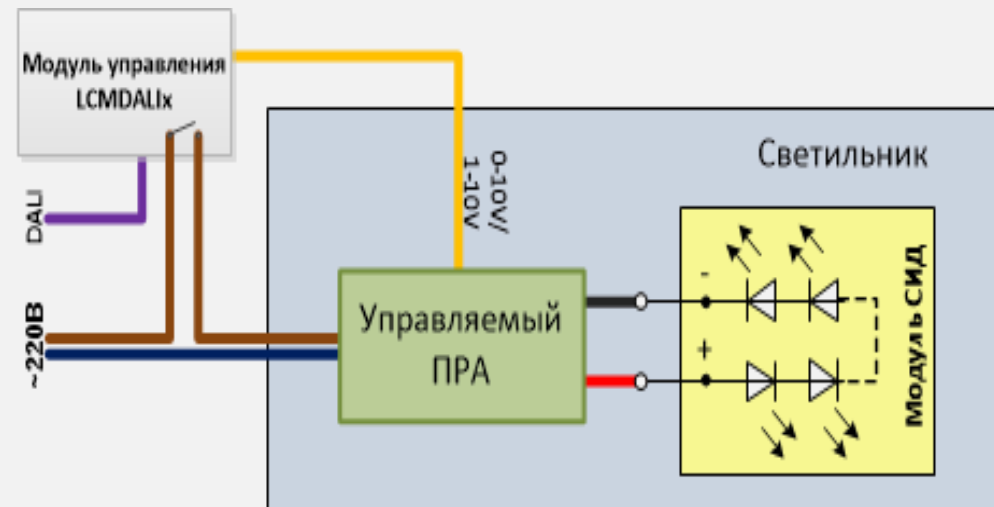 Модуль управления
LCMDALIx
0-10V/
1-10V
Светильник
DALI
~220В
Управляемый
ПРА
-
+
Модуль СИД